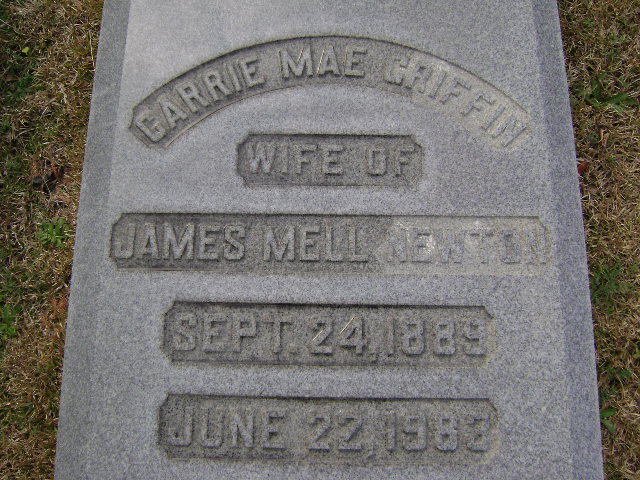 CARRIE MAE GRIFFIN
WIFE OF
JAMES MELL NEWTON
SEPT. 24, 1889
JUNE 22, 1983